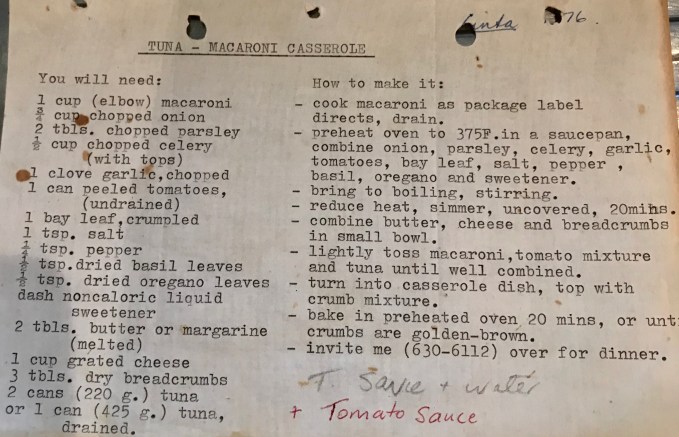 76.
TUNA - MACARONI CASSEROLE
You will need:
1 cup (elbow) macaroni
¾ cup chopped onion
2 tbls. chopped parsley
½ cup chopped celery
(with tops)
1 clove garlic,chopped
1 can peeled tomatoes,
(undrained)
1 bay leaf,crumpled
1 tsp. salt
tsp. pepper
½ tsp.dried basil leaves
½ tsp. dried oregano leaves
dash noncaloric liquid
sweetener
2 tbls. butter or margarine
(melted)
1 cup grated cheese
3 tbls. dry breadcrumbs
2 cans (220 g.) tuna
or 1 can (425 g.) tuna,
drained.
How to make it:
- cook macaroni as package label
directs, drain.
- preheat oven to 375F.in a saucepan,
combine onion, parsley, celery, garlic,
tomatoes, bay leaf, salt, pepper ,
basil, oregano and sweetener.
- bring to boiling, stirring.
- reduce heat, simmer, uncovered, 20mins.
- combine butter, cheese and breadcrumbs
in small bowl.
- lightly toss macaroni,tomato mixture
and tuna until well combined.
- turn into casserole dish, top with
crumb mixture.
- bake in preheated oven 20 mins, or unti
crumbs are golden-brown.
- invite me (630-6112) over for dinner.
T. Sauce + water
+ Tomato Sauce